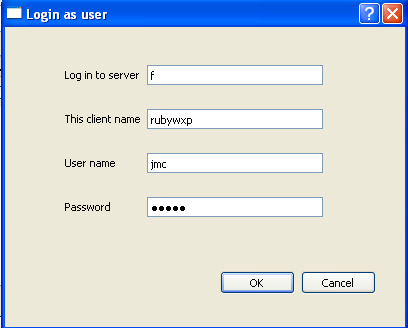 Login as user
Log in to server f
This client name rubywxp
User name jmc
Password ●●●●●
OK Cancel